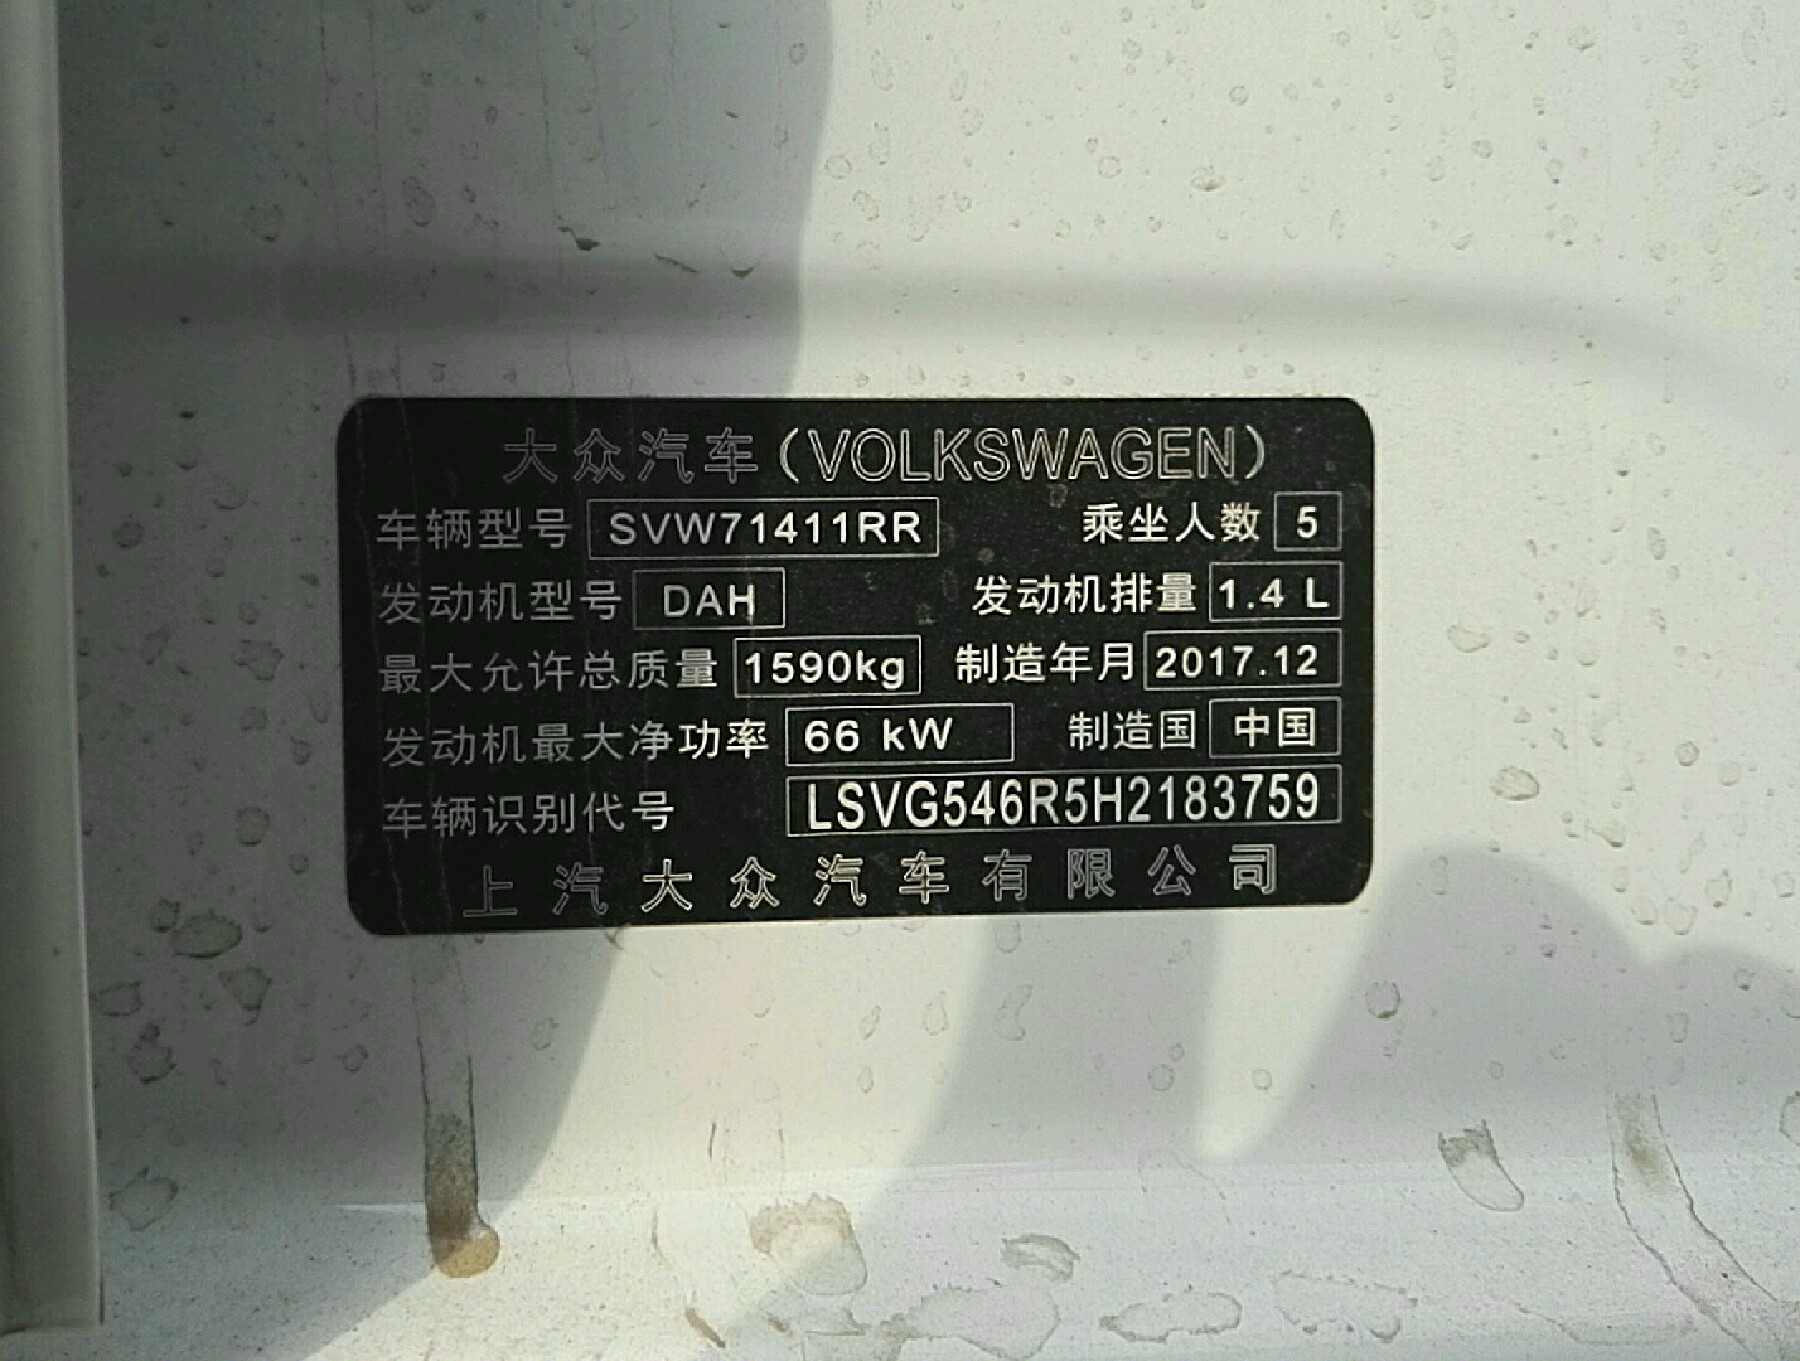 大众汽车(VOLKSWAGEN)
车辆型号 SVW71411RR 乘坐人数 5
发动机型号 DAH 发动机排量 1.4 L
最大允许总质量 1590kg 制造年月 2017.12
发动机最大净功率 66 kW 制造国 中国
车辆识别代号 LSVG546R5H2183759
上汽大众汽车有限公司